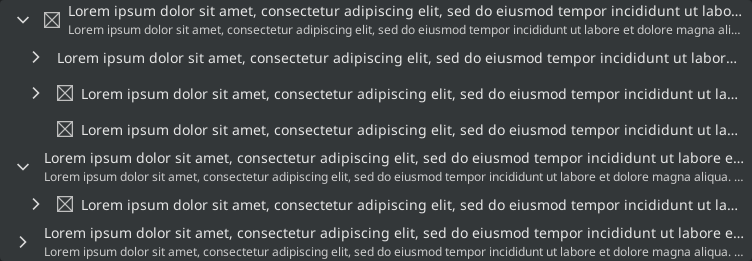 Lorem ipsum dolor sit amet, consectetur adipiscing elit, sed do eiusmod tempor incididunt ut labo...
Lorem ipsum dolor sit amet, consectetur adipiscing elit, sed do eiusmod tempor incididunt ut labore et dolore magna ali...
Lorem ipsum dolor sit amet, consectetur adipiscing elit, sed do eiusmod tempor incididunt ut labor...
Lorem ipsum dolor sit amet, consectetur adipiscing elit, sed do eiusmod tempor incididunt ut la...
Lorem ipsum dolor sit amet, consectetur adipiscing elit, sed do eiusmod tempor incididunt ut la...
Lorem ipsum dolor sit amet, consectetur adipiscing elit, sed do eiusmod tempor incididunt ut labore e...
Lorem ipsum dolor sit amet, consectetur adipiscing elit, sed do eiusmod tempor incididunt ut labore et dolore magna aliqua. ...
Lorem ipsum dolor sit amet, consectetur adipiscing elit, sed do eiusmod tempor incididunt ut la...
Lorem ipsum dolor sit amet, consectetur adipiscing elit, sed do eiusmod tempor incididunt ut labore e...
Lorem ipsum dolor sit amet, consectetur adipiscing elit, sed do eiusmod tempor incididunt ut labore et dolore magna aliqua. ...